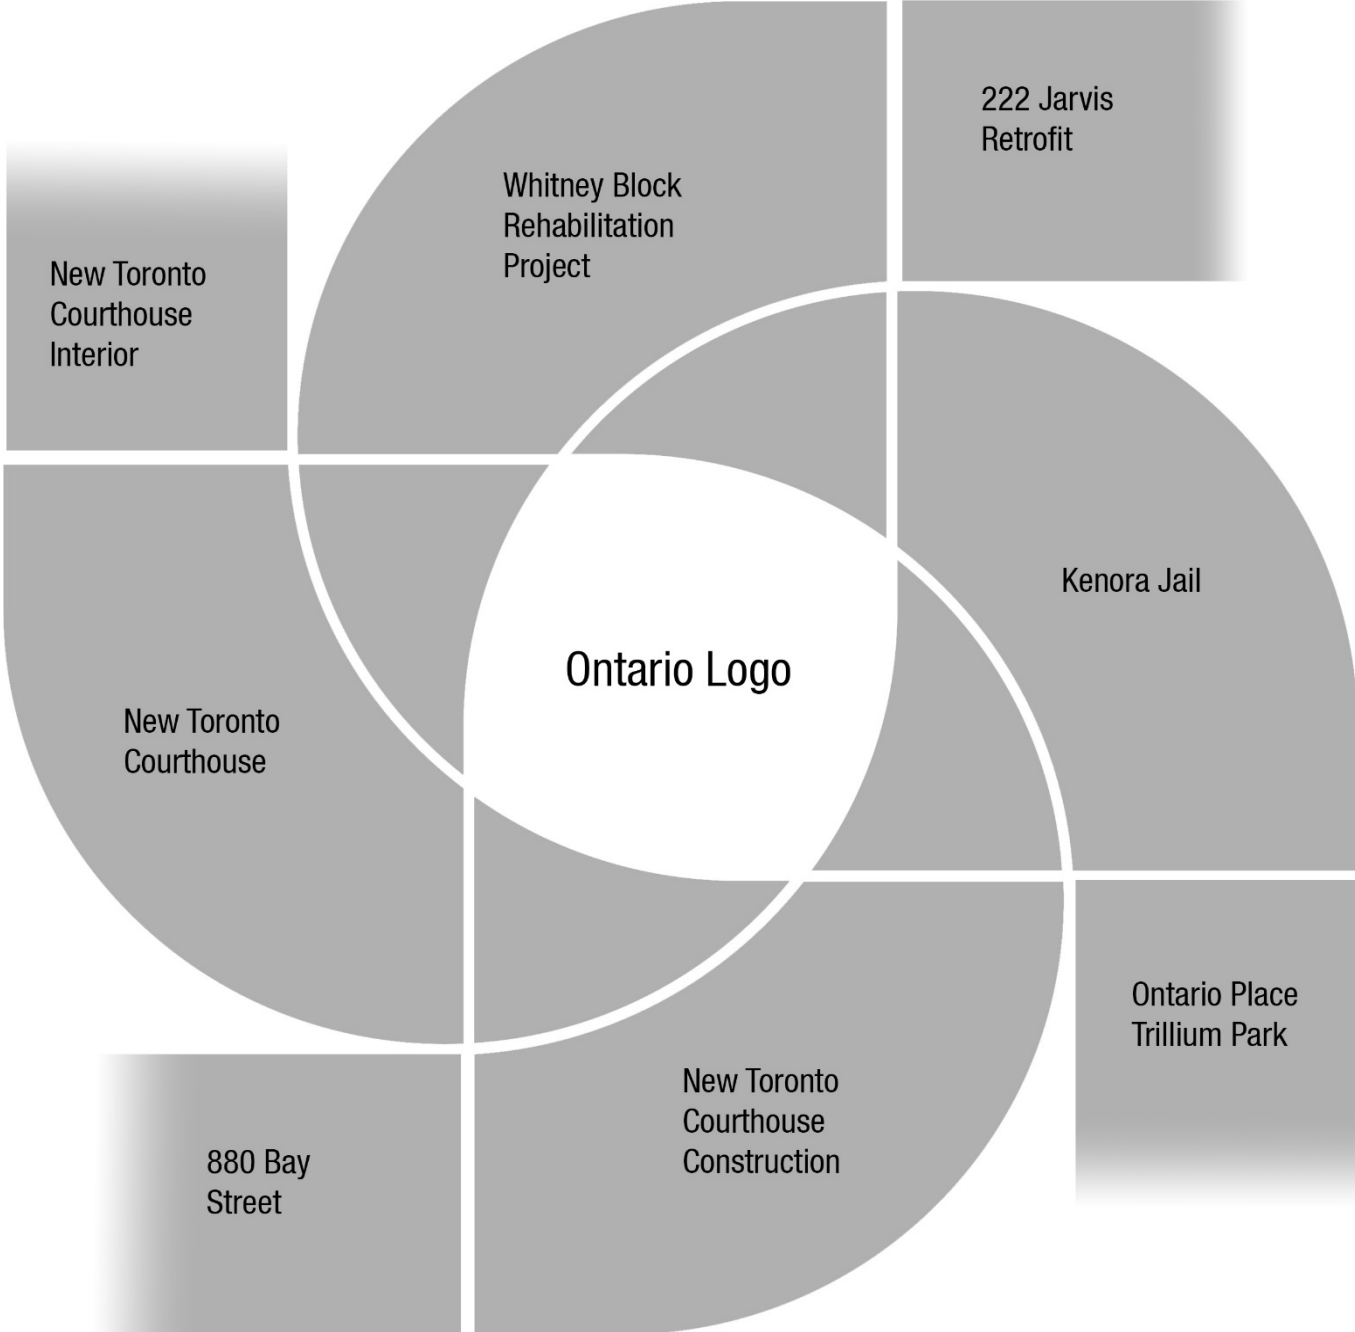 222 Jarvis
Retrofit
Whitney Block
Rehabilitation
Project
New Toronto
Courthouse
Interior
Kenora Jail
Ontario Logo
New Toronto
Courthouse
Ontario Place
Trillium Park
New Toronto
Courthouse
Construction
880 Bay
Street